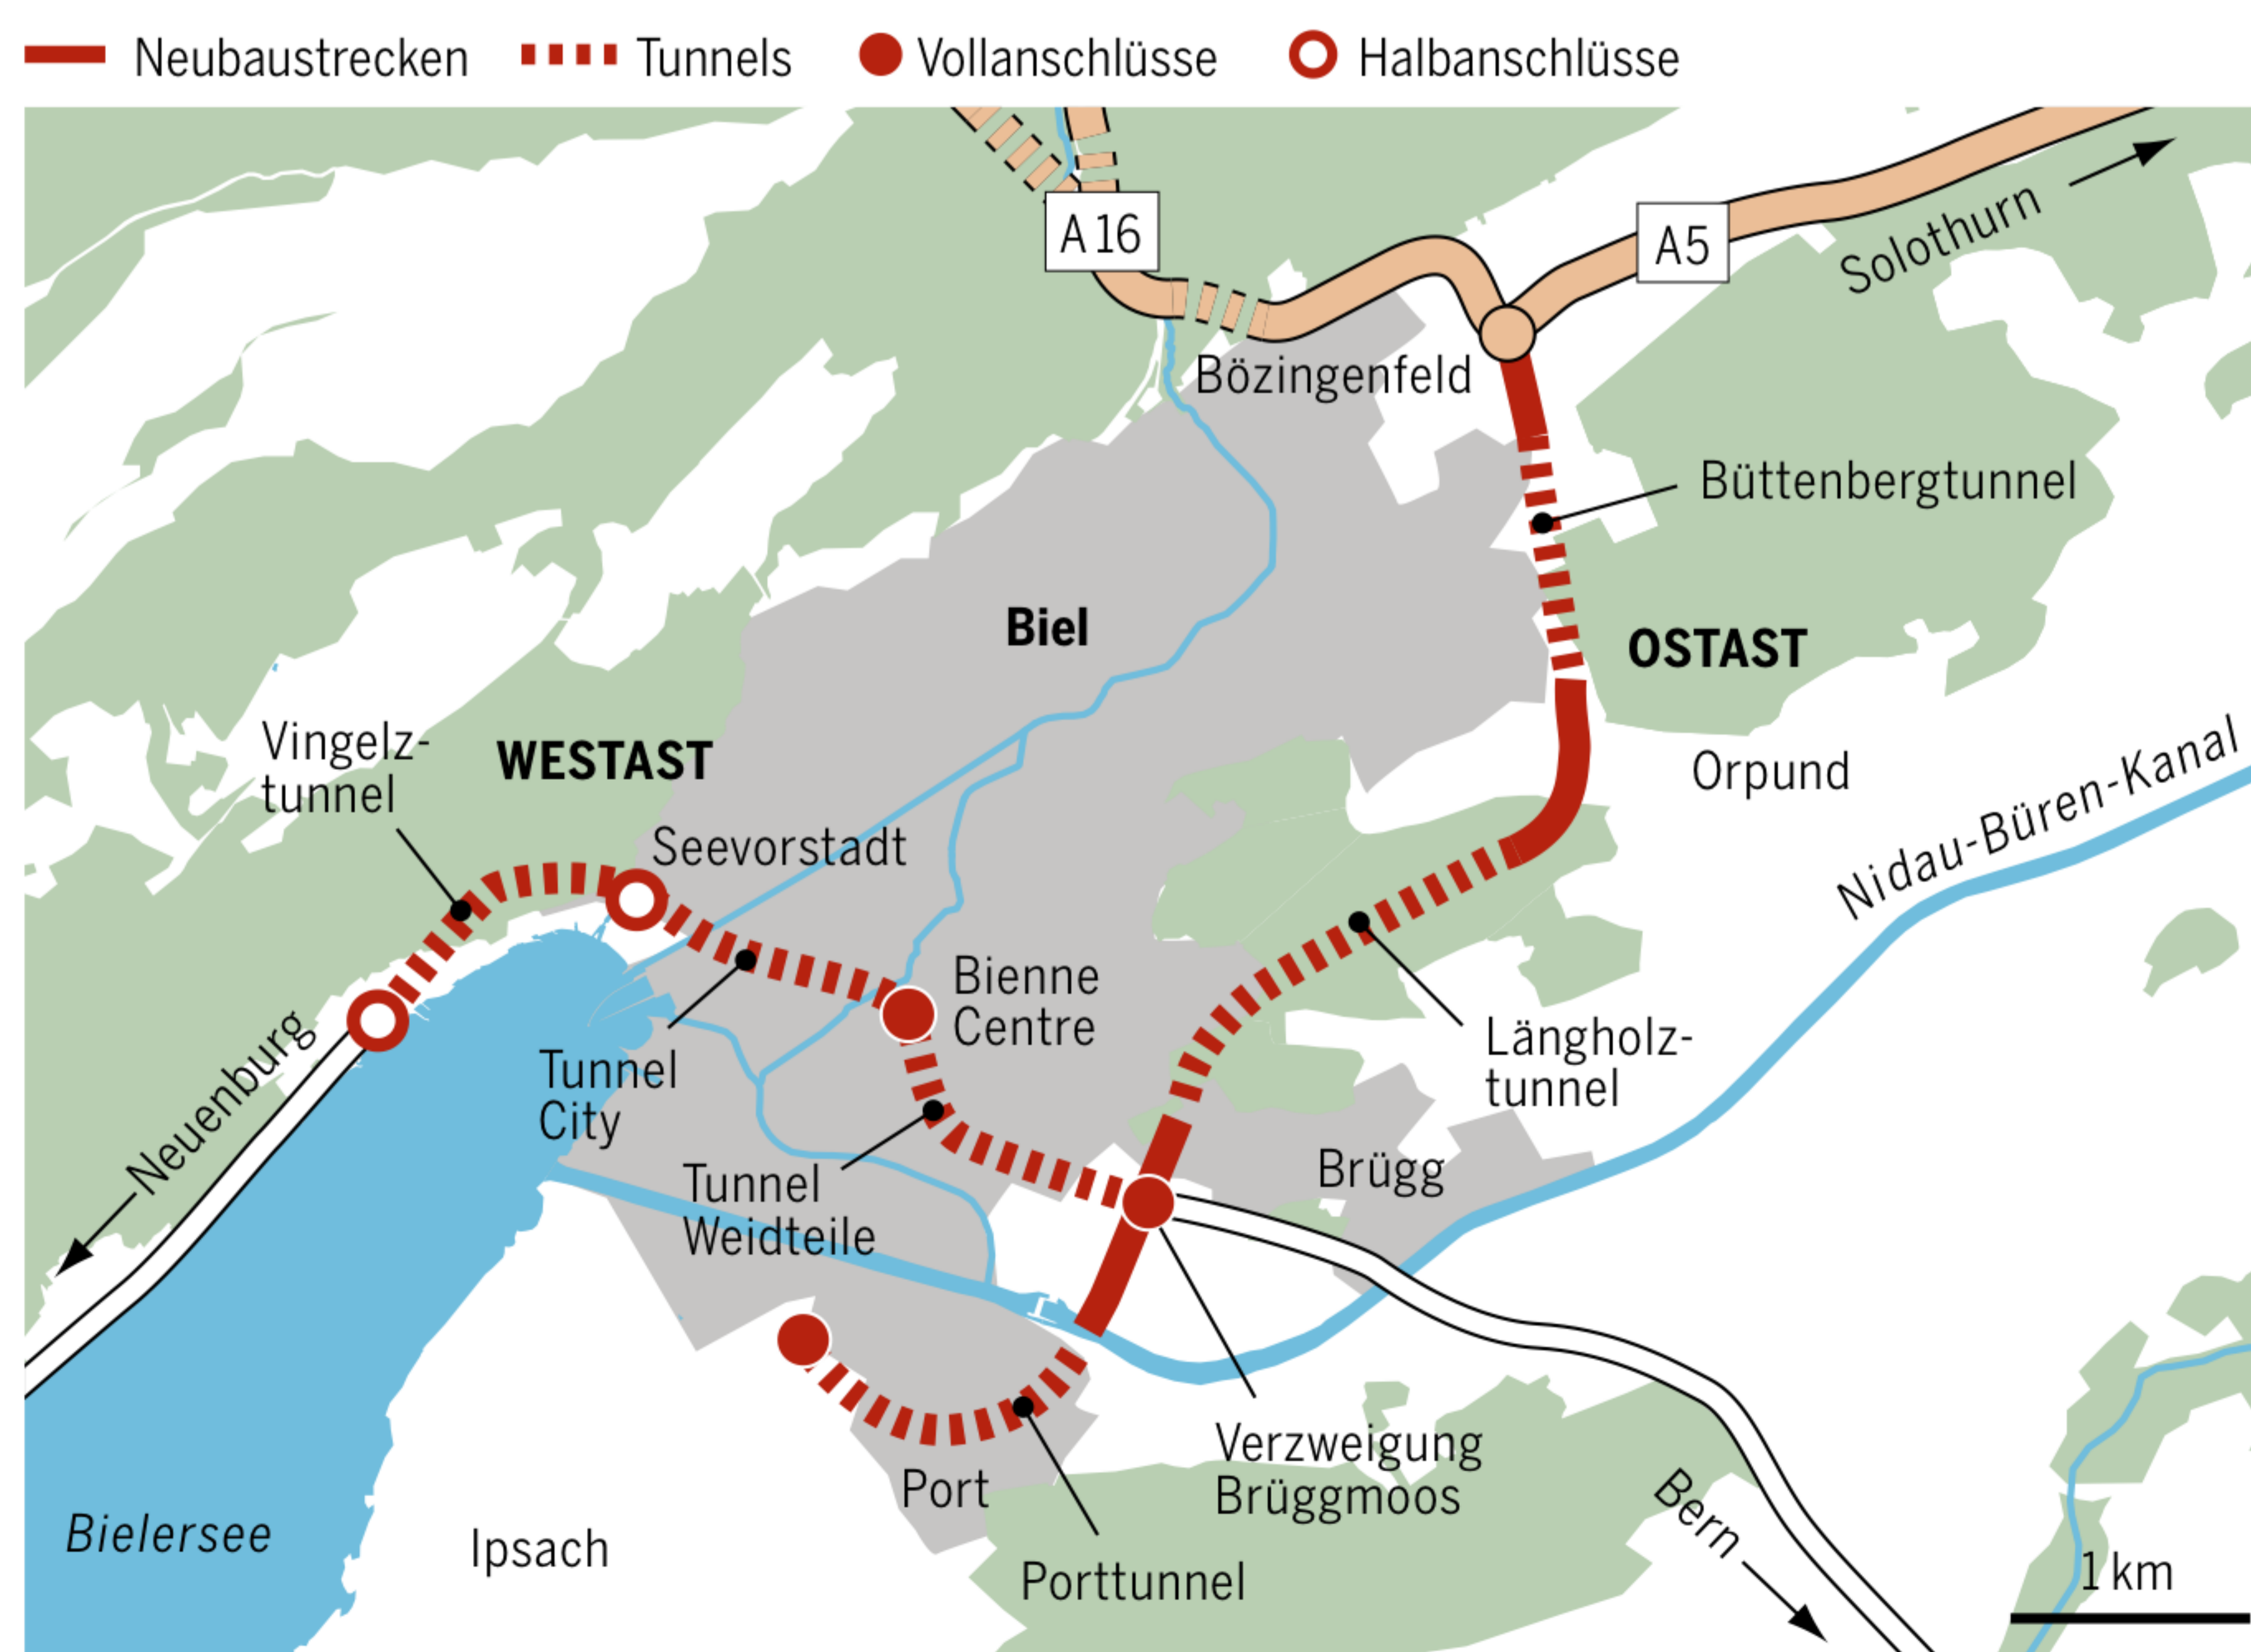 Neubaustrecken
Tunnels
Vollanschlüsse
Halbanschlüsse
A 16
A5
Solothurn
Bözingenfeld
Büttenbergtunnel
Biel
OSTAST
Vingelz-
tunnel
WESTAST
Orpund
Nidau-Büren-Kanal
Seevorstadt
Bienne
Centre
Neuenburg
Tunnel
City
Längholz-
tunnel
Tunnel
Weidteile
Brügg
Verzweigung
Brüggmoos
Port
Bern
Bielersee
Ipsach
Porttunnel
1 km